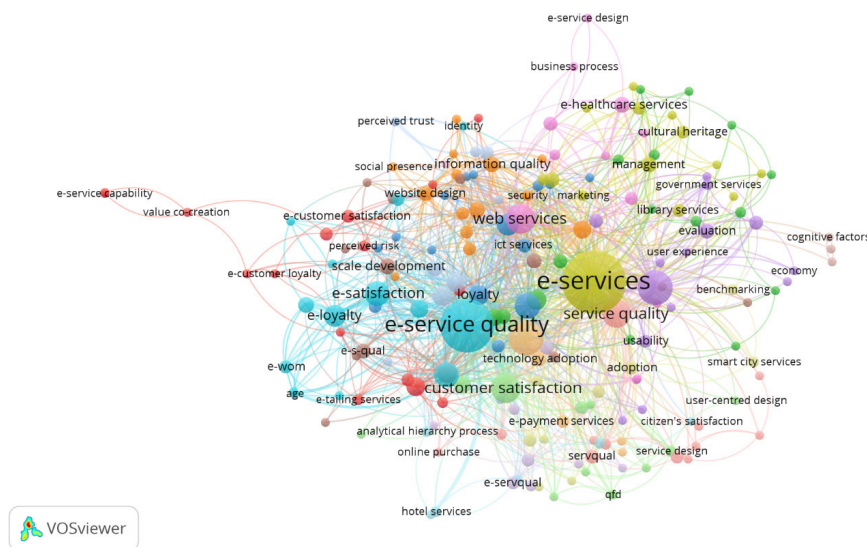 e-service design
business process
e-healthcare services
perceived trust
identity
cultural heritage
social presence
information quality
management
e-service capability
website design
security
marketing
government services
value co-creation
e-customer satisfaction
web services
library services
perceived risk
ict services
evaluation
cognitive factors
e-customer loyalty
scale development
user experience
economy
e-services
e-satisfaction
loyalty
benchmarking
e-loyalty
e-service quality
service quality
usability
e-s-qual
technology adoption
smart city services
e-wom
adoption
age
e-tailing services
customer satisfaction
user-centred design
e-payment services
citizen's satisfaction
analytical hierarchy process
online purchase
servqual
service design
e-servqual
qfd
hotel services
VOSviewer